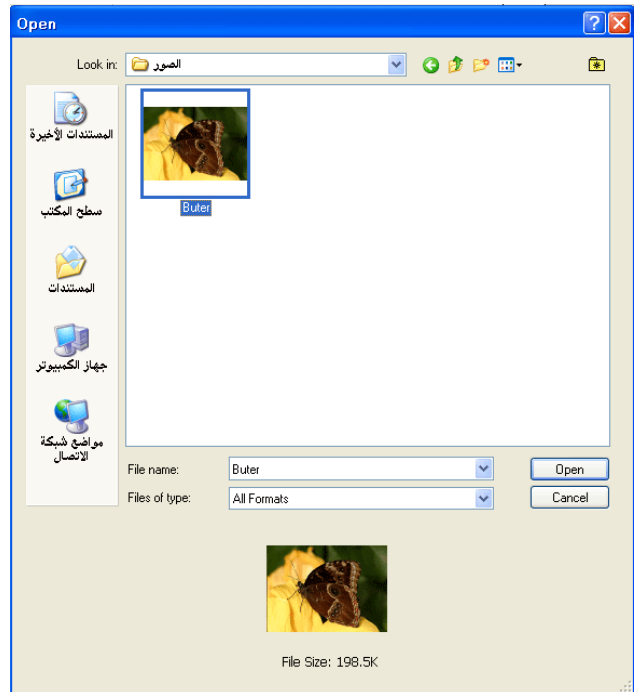 Open
Look in:
الصور
المستندات الأخيرة
سطح المكتب
المستندات
جهاز الكمبيوتر
مواضع شبكة
الاتصال
Buter
File name:
Buter
Open
Files of type:
All Formats
Cancel
File Size: 198.5K